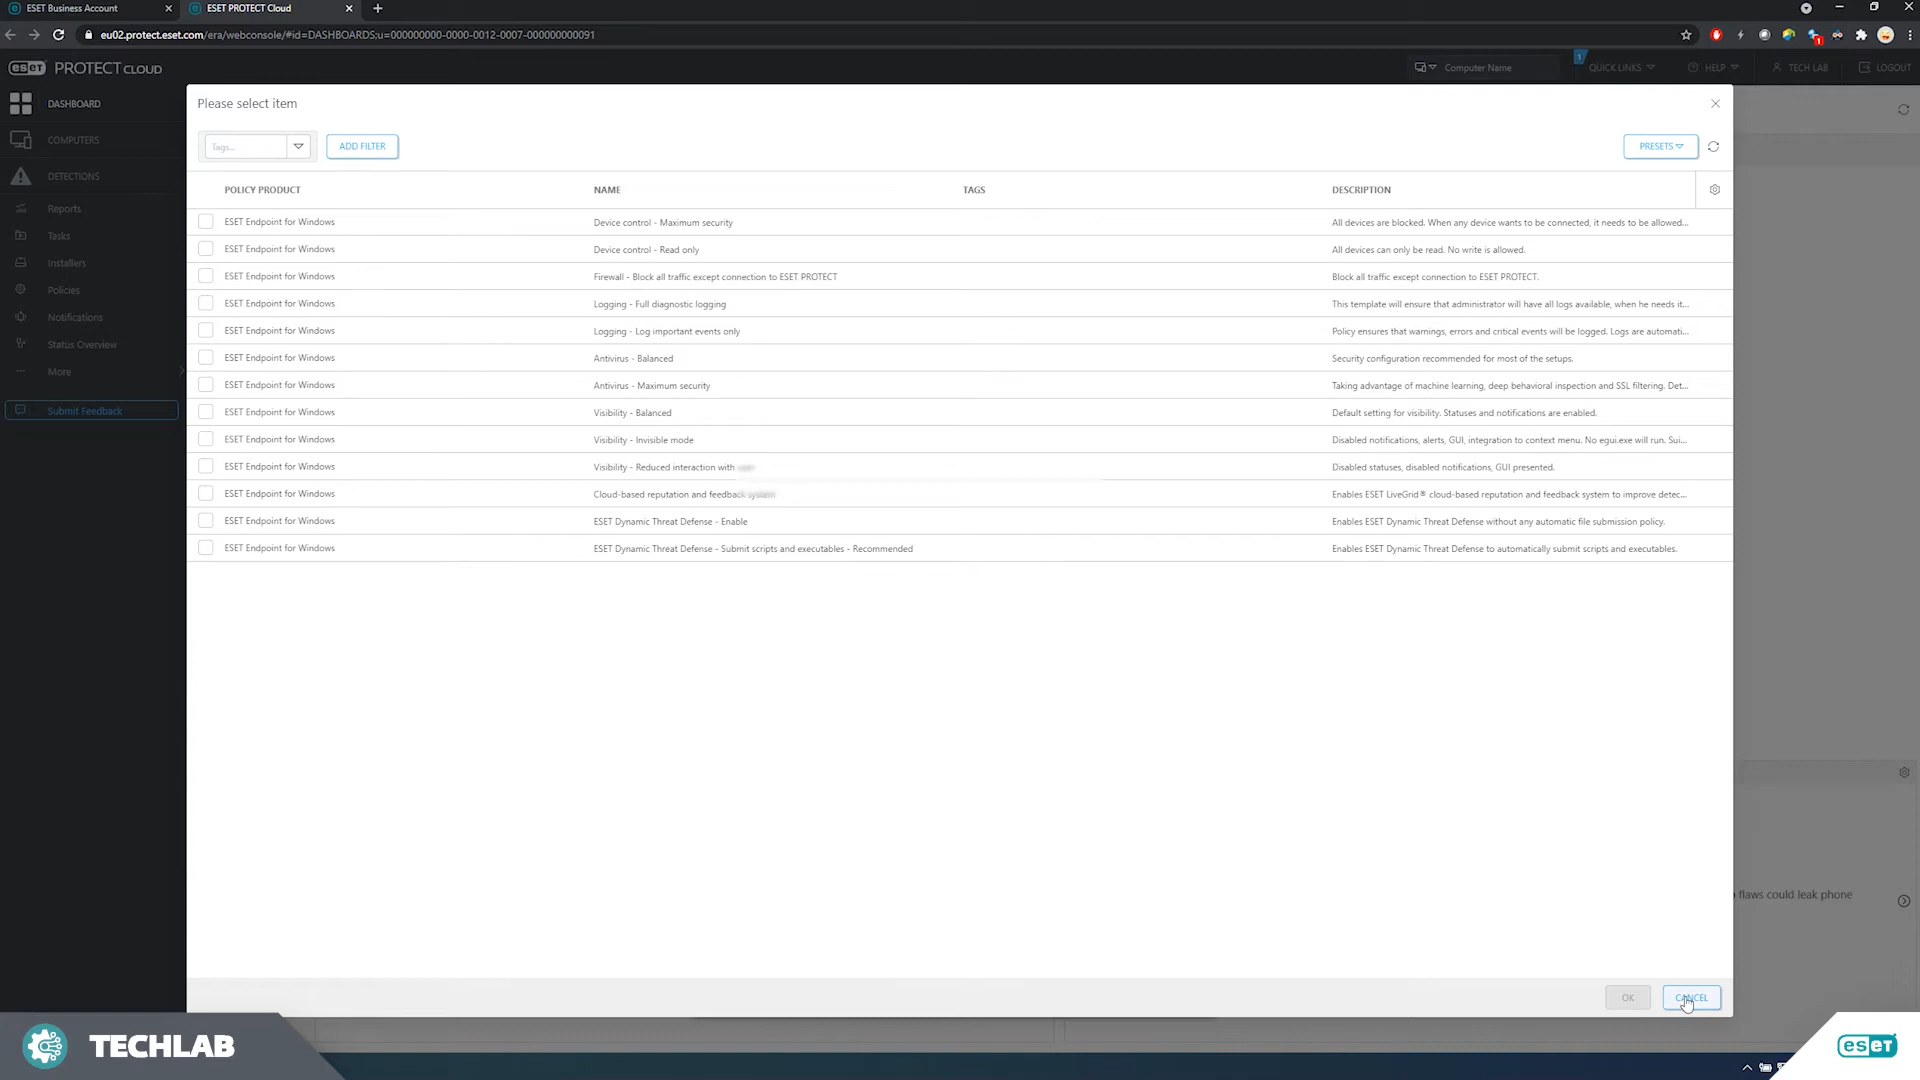 ESET Business Account
ESET PROTECT Cloud
eu02.protect.eset.com/era/webconsole/#id=DASHBOARDS;u=000000000-0000-0012-0007-000000000091
eset PROTECT CLOUD
Computer Name
1
QUICK LINKS
HELP
TECH LAB
LOGOUT
DASHBOARD
COMPUTERS
DETECTIONS
Reports
Tasks
Installers
Policies
Notifications
Status Overview
More
Submit Feedback
Please select item
Tags...
ADD FILTER
PRESETS
POLICY PRODUCT NAME TAGS DESCRIPTION
ESET Endpoint for Windows Device control - Maximum security All devices are blocked. When any device wants to be connected, it needs to be allowed...
ESET Endpoint for Windows Device control - Read only All devices can only be read. No write is allowed.
ESET Endpoint for Windows Firewall - Block all traffic except connection to ESET PROTECT Block all traffic except connection to ESET PROTECT.
ESET Endpoint for Windows Logging - Full diagnostic logging This template will ensure that administrator will have all logs available, when he needs it...
ESET Endpoint for Windows Logging - Log important events only Policy ensures that warnings, errors and critical events will be logged. Logs are automati...
ESET Endpoint for Windows Antivirus - Balanced Security configuration recommended for most of the setups.
ESET Endpoint for Windows Antivirus - Maximum security Taking advantage of machine learning, deep behavioral inspection and SSL filtering. Det...
ESET Endpoint for Windows Visibility - Balanced Default setting for visibility. Statuses and notifications are enabled.
ESET Endpoint for Windows Visibility - Invisible mode Disabled notifications, alerts, GUI, integration to context menu. No egui.exe will run. Sui...
ESET Endpoint for Windows Visibility - Reduced interaction with Disabled statuses, disabled notifications, GUI presented.
ESET Endpoint for Windows Cloud-based reputation and feedback system Enables ESET LiveGrid® cloud-based reputation and feedback system to improve detec...
ESET Endpoint for Windows ESET Dynamic Threat Defense - Enable Enables ESET Dynamic Threat Defense without any automatic file submission policy.
ESET Endpoint for Windows ESET Dynamic Threat Defense - Submit scripts and executables - Recommended Enables ESET Dynamic Threat Defense to automatically submit scripts and executables.
flaws could leak phone
OK
CANCEL
TECHLAB
eset